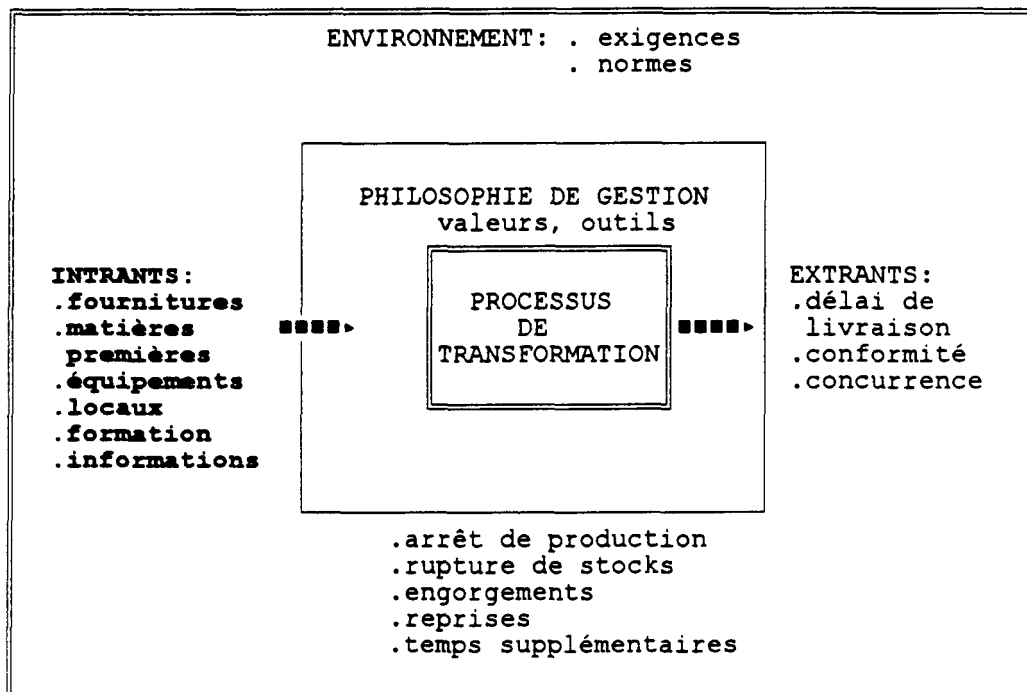 ENVIRONNEMENT: . exigences
. normes
PHILOSOPHIE DE GESTION
valeurs, outils
INTRANTS:
.fournitures
.matières
premières
.équipements
.locaux
.formation
.informations
PROCESSUS
DE
TRANSFORMATION
EXTRANTS:
.délai de
livraison
.conformité
.concurrence
.arrêt de production
.rupture de stocks
.engorgements
.reprises
.temps supplémentaires